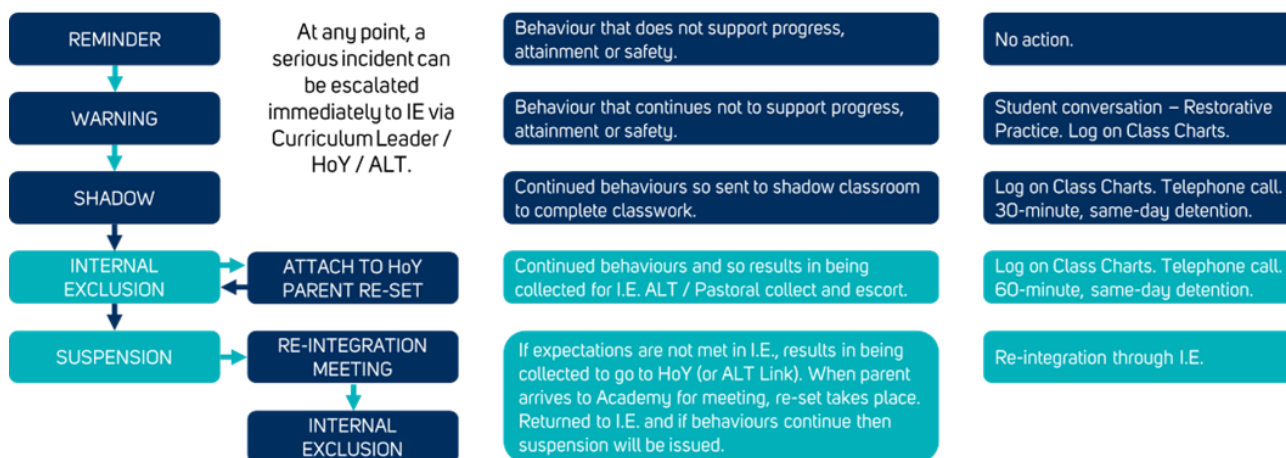 REMINDER
At any point, a
serious incident can
be escalated
immediately to IE via
Curriculum Leader /
HoY / ALT.
Behaviour that does not support progress,
attainment or safety.
No action.
WARNING
Behaviour that continues not to support progress,
attainment or safety.
Student conversation – Restorative
Practice. Log on Class Charts.
SHADOW
Continued behaviours so sent to shadow classroom
to complete classwork.
Log on Class Charts. Telephone call.
30-minute, same-day detention.
INTERNAL
EXCLUSION
ATTACH TO HoY
PARENT RE-SET
Continued behaviours and so results in being
collected for I.E. ALT / Pastoral collect and escort.
Log on Class Charts. Telephone call.
60-minute, same-day detention.
SUSPENSION
RE-INTEGRATION
MEETING
If expectations are not met in I.E., results in being
collected to go to HoY (or ALT Link). When parent
arrives to Academy for meeting, re-set takes place.
Returned to I.E. and if behaviours continue then
suspension will be issued.
Re-integration through I.E.
INTERNAL
EXCLUSION